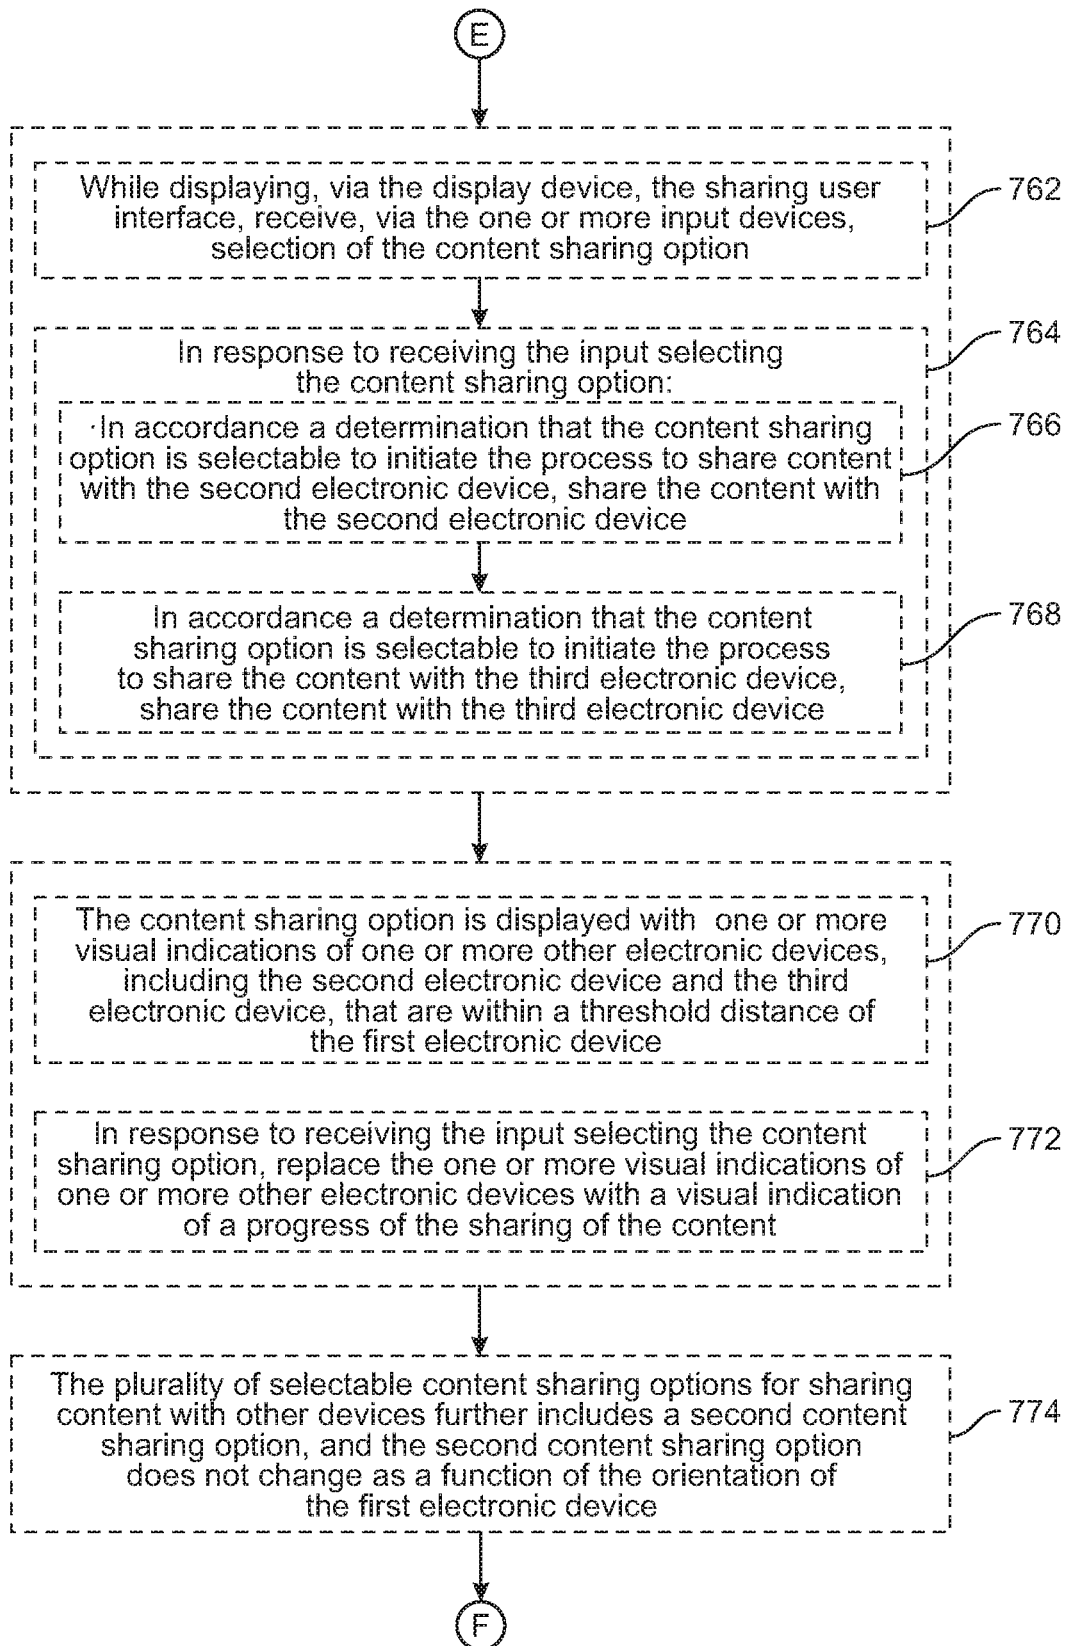 E
While displaying, via the display device, the sharing user
interface, receive, via the one or more input devices,
selection of the content sharing option
762
In response to receiving the input selecting
the content sharing option:
764
In accordance a determination that the content sharing
option is selectable to initiate the process to share content
with the second electronic device, share the content with
the second electronic device
766
In accordance a determination that the content
sharing option is selectable to initiate the process
to share the content with the third electronic device,
share the content with the third electronic device
768
The content sharing option is displayed with one or more
visual indications of one or more other electronic devices,
including the second electronic device and the third
electronic device, that are within a threshold distance of
the first electronic device
770
In response to receiving the input selecting the content
sharing option, replace the one or more visual indications of
one or more other electronic devices with a visual indication
of a progress of the sharing of the content
772
The plurality of selectable content sharing options for sharing
content with other devices further includes a second content
sharing option, and the second content sharing option
does not change as a function of the orientation of
the first electronic device
774
F